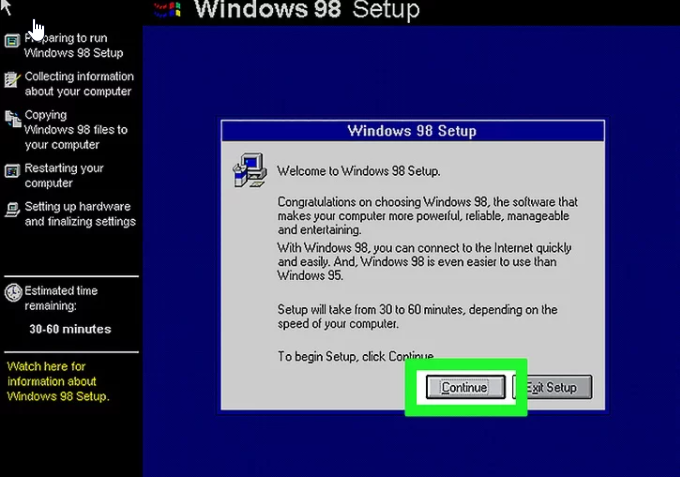 Windows 98 Setup
Preparing to run
Windows 98 Setup
Collecting information
about your computer
Copying
Windows 98 files to
your computer
Restarting your
computer
Setting up hardware
and finalizing settings
Estimated time
remaining:
30-60 minutes
Watch here for
information about
Windows 98 Setup.
Windows 98 Setup
Welcome to Windows 98 Setup.
Congratulations on choosing Windows 98, the software that
makes your computer more powerful, reliable, manageable
and entertaining.
With Windows 98, you can connect to the Internet quickly
and easily. And, Windows 98 is even easier to use than
Windows 95.
Setup will take from 30 to 60 minutes, depending on the
speed of your computer.
To begin Setup, click Continue.
Continue
Exit Setup